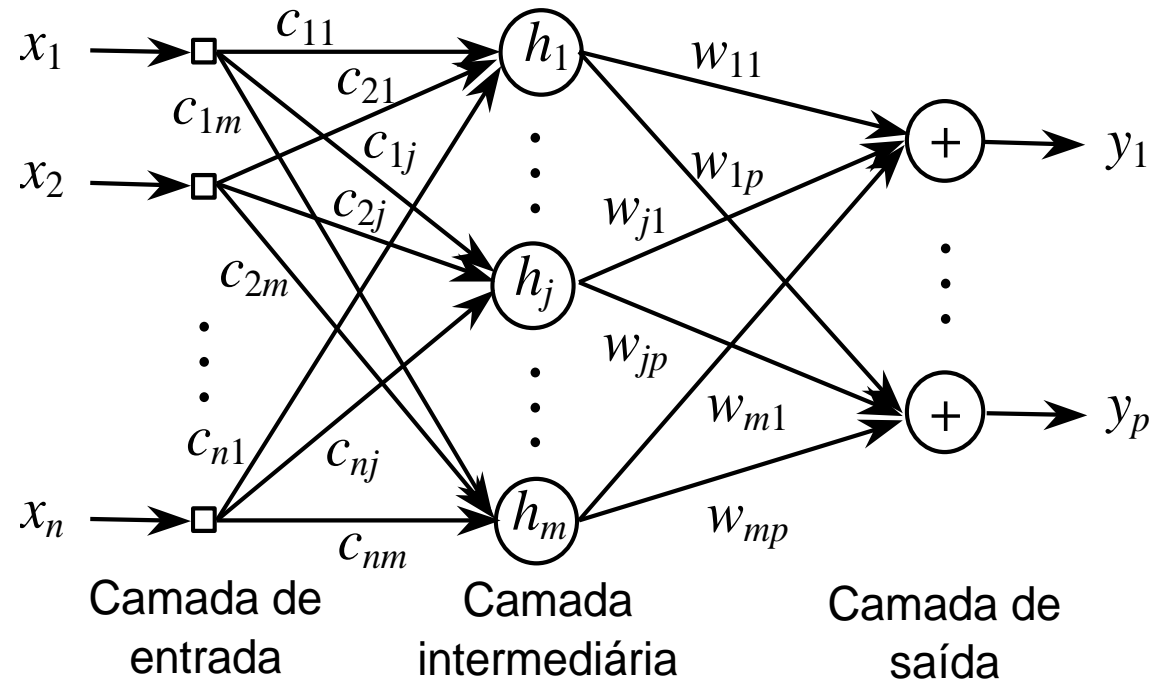 x₁
c₁₁
h₁
w₁₁
c₂₁
c₁ₘ
c₁ⱼ
+
y₁
x₂
c₂ⱼ
w₁ₚ
wⱼ₁
c₂ₘ
hⱼ
wⱼₚ
wₘ₁
+
yₚ
cₙ₁
cₙⱼ
xₙ
hₘ
wₘₚ
cₙₘ
Camada de
entrada
Camada
intermediária
Camada de
saída